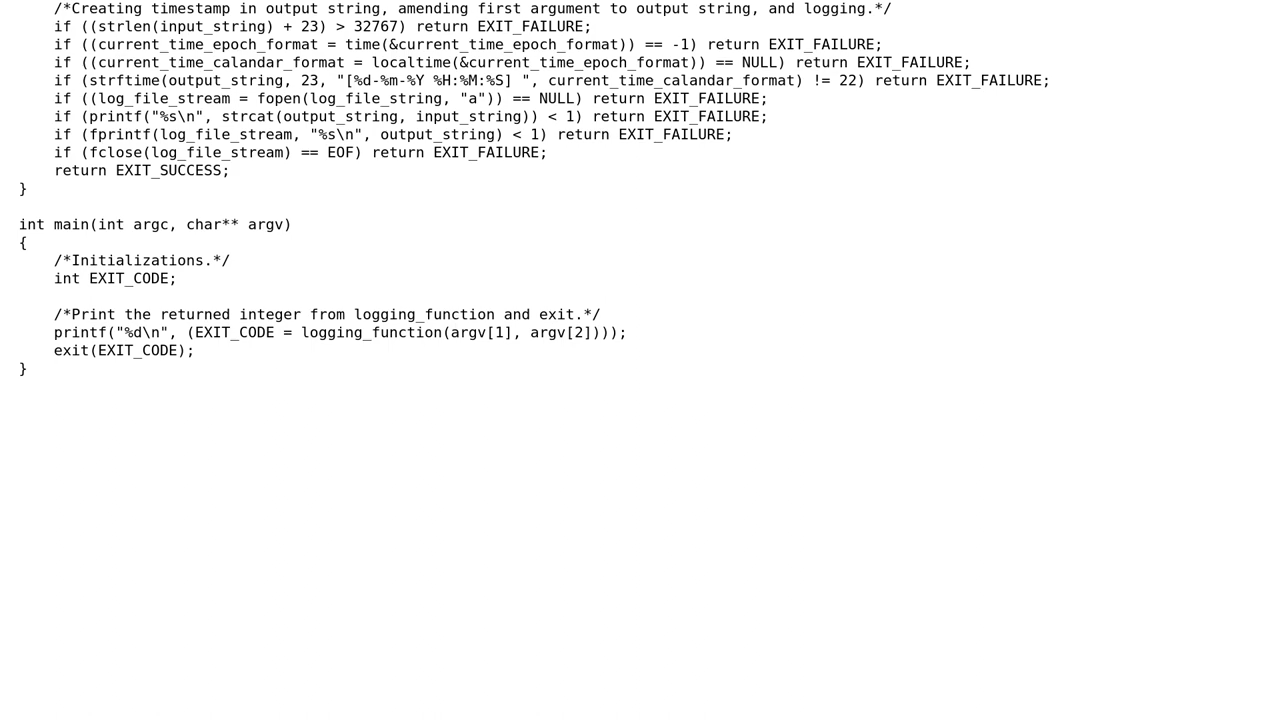 /*Creating timestamp in output string, amending first argument to output string, and logging.*/
if ((strlen(input_string) + 23) > 32767) return EXIT_FAILURE;
if ((current_time_epoch_format = time(&current_time_epoch_format)) == -1) return EXIT_FAILURE;
if ((current_time_calandar_format = localtime(&current_time_epoch_format)) == NULL) return EXIT_FAILURE;
if (strftime(output_string, 23, "[%d-%m-%Y %H:%M:%S] ", current_time_calandar_format) != 22) return EXIT_FAILURE;
if ((log_file_stream = fopen(log_file_string, "a")) == NULL) return EXIT_FAILURE;
if (printf("%s\n", strcat(output_string, input_string)) < 1) return EXIT_FAILURE;
if (fprintf(log_file_stream, "%s\n", output_string) < 1) return EXIT_FAILURE;
if (fclose(log_file_stream) == EOF) return EXIT_FAILURE;
return EXIT_SUCCESS;
}
int main(int argc, char** argv)
{
/*Initializations.*/
int EXIT_CODE;
/*Print the returned integer from logging_function and exit.*/
printf("%d\n", (EXIT_CODE = logging_function(argv[1], argv[2])));
exit(EXIT_CODE);
}